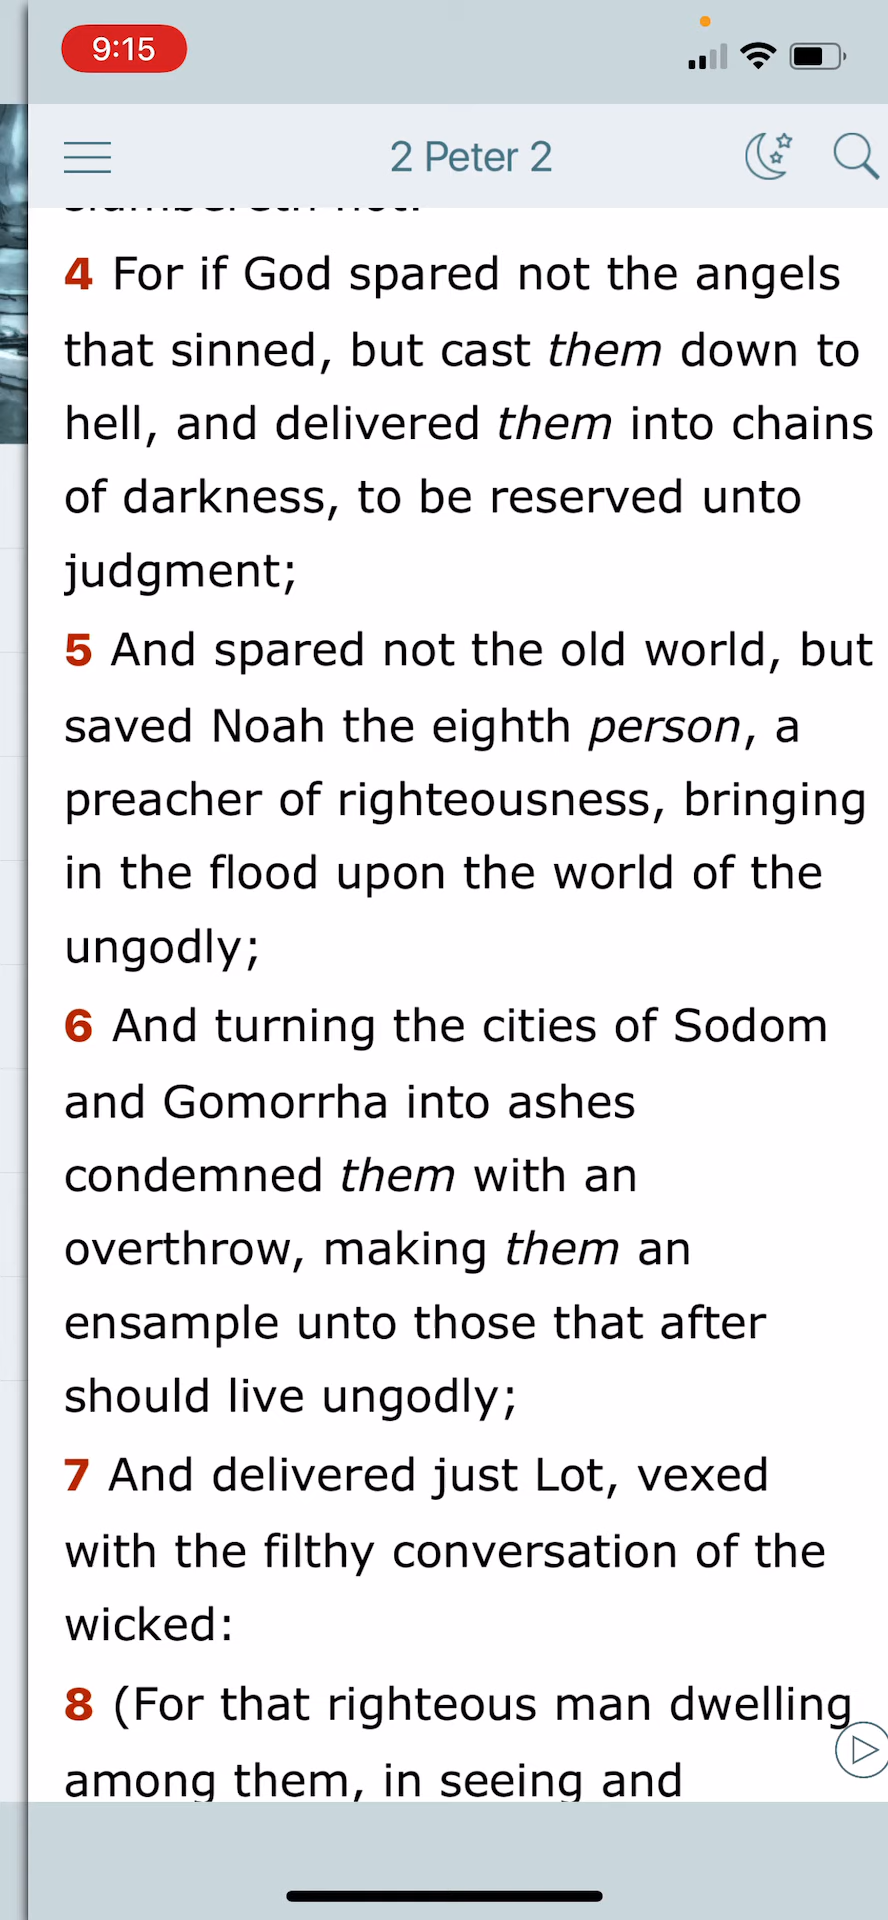 9:15
2 Peter 2
4 For if God spared not the angels
that sinned, but cast them down to
hell, and delivered them into chains
of darkness, to be reserved unto
judgment;
5 And spared not the old world, but
saved Noah the eighth person, a
preacher of righteousness, bringing
in the flood upon the world of the
ungodly;
6 And turning the cities of Sodom
and Gomorrha into ashes
condemned them with an
overthrow, making them an
ensample unto those that after
should live ungodly;
7 And delivered just Lot, vexed
with the filthy conversation of the
wicked:
8 (For that righteous man dwelling
among them, in seeing and